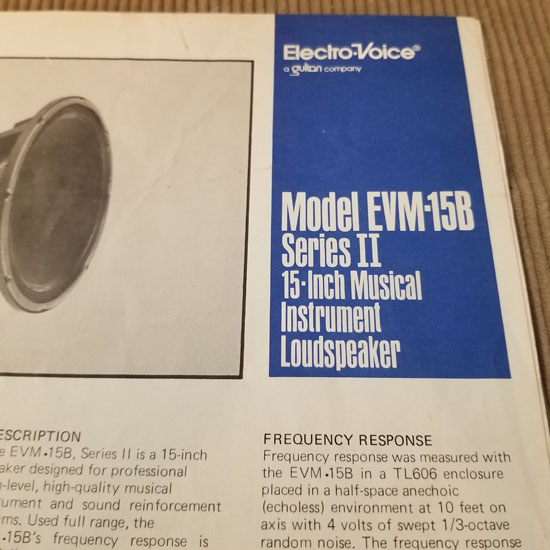 Electro-Voice®
a gulton company
Model EVM-15B
Series II
15-Inch Musical
Instrument
Loudspeaker
ESCRIPTION
EVM•15B, Series II is a 15-inch
aker designed for professional
-level, high-quality musical
ument and sound reinforcement
ms. Used full range, the
•15B's frequency response is
FREQUENCY RESPONSE
Frequency response was measured with
the EVM•15B in a TL606 enclosure
placed in a half-space anechoic
(echoless) environment at 10 feet on
axis with 4 volts of swept 1/3-octave
random noise. The frequency response